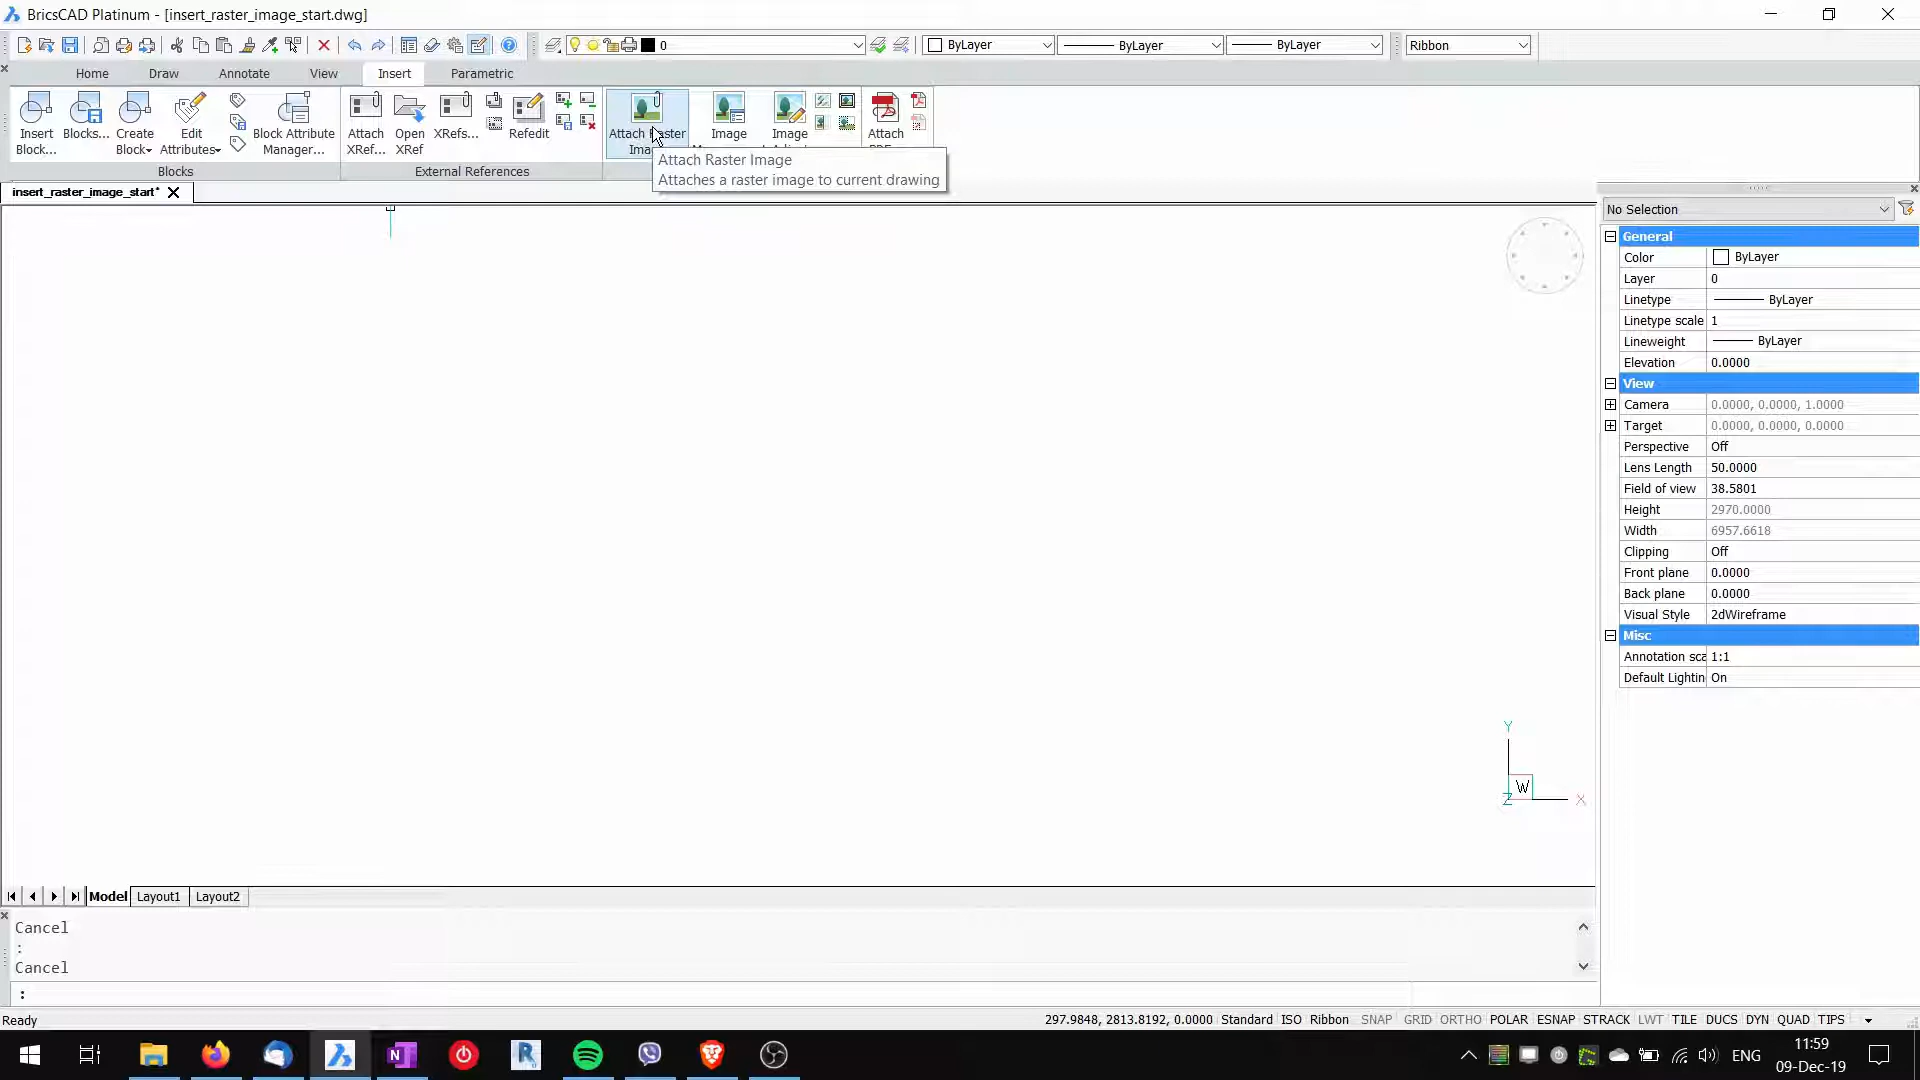 BricsCAD Platinum - [insert_raster_image_start.dwg]
0
ByLayer
ByLayer
ByLayer
Ribbon
Home Draw Annotate View Insert Parametric
Insert Block...
Blocks...
Create Block
Edit Attributes
Block Attribute Manager...
Attach XRef...
Open XRef
XRefs...
Refedit
Attach Raster
Image
Image
Attach
Blocks
External References
Attach Raster Image
Attaches a raster image to current drawing
insert_raster_image_start*
No Selection
General
Color ByLayer
Layer 0
Linetype ByLayer
Linetype scale 1
Lineweight ByLayer
Elevation 0.0000
View
Camera 0.0000, 0.0000, 1.0000
Target 0.0000, 0.0000, 0.0000
Perspective Off
Lens Length 50.0000
Field of view 38.5801
Height 2970.0000
Width 6957.6618
Clipping Off
Front plane 0.0000
Back plane 0.0000
Visual Style 2dWireframe
Misc
Annotation sca 1:1
Default Lightin On
Y
W
Z
X
Model Layout1 Layout2
Cancel
:
Cancel
:
Ready
297.9848, 2813.8192, 0.0000 Standard ISO Ribbon SNAP GRID ORTHO POLAR ESNAP STRACK LWT TILE DUCS DYN QUAD TIPS
ENG
11:59
09-Dec-19